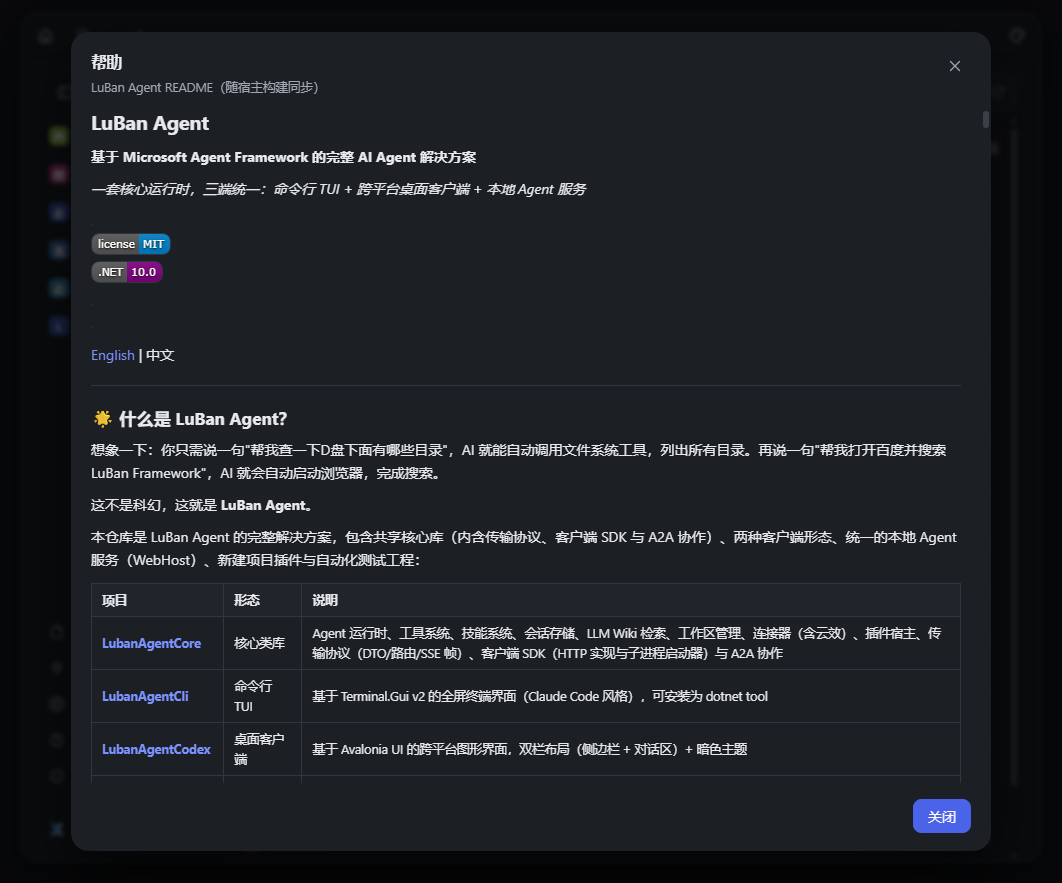 帮助
LuBan Agent README（随宿主构建同步）
LuBan Agent
基于 Microsoft Agent Framework 的完整 AI Agent 解决方案
一套核心运行时，三端统一：命令行 TUI + 跨平台桌面客户端 + 本地 Agent 服务
license MIT
.NET 10.0
English | 中文
🌟 什么是 LuBan Agent?
想象一下：你只需说一句"帮我查一下D盘下面有哪些目录"，AI 就能自动调用文件系统工具，列出所有目录。再说一句"帮我打开百度并搜索
LuBan Framework"，AI 就会自动启动浏览器，完成搜索。
这不是科幻，这就是 LuBan Agent。
本仓库是 LuBan Agent 的完整解决方案，包含共享核心库（内含传输协议、客户端 SDK 与 A2A 协作）、两种客户端形态、统一的本地 Agent
服务（WebHost）、新建项目插件与自动化测试工程：
项目 形态 说明
LubanAgentCore 核心类库 Agent 运行时、工具系统、技能系统、会话存储、LLM Wiki 检索、工作区管理、连接器（含云效）、插件宿主、传
输协议（DTO/路由/SSE 帧）、客户端 SDK（HTTP 实现与子进程启动器）与 A2A 协作
LubanAgentCli 命令行
TUI 基于 Terminal.Gui v2 的全屏终端界面（Claude Code 风格），可安装为 dotnet tool
LubanAgentCodex 桌面客户
端 基于 Avalonia UI 的跨平台图形界面，双栏布局（侧边栏 + 对话区）+ 暗色主题
关闭